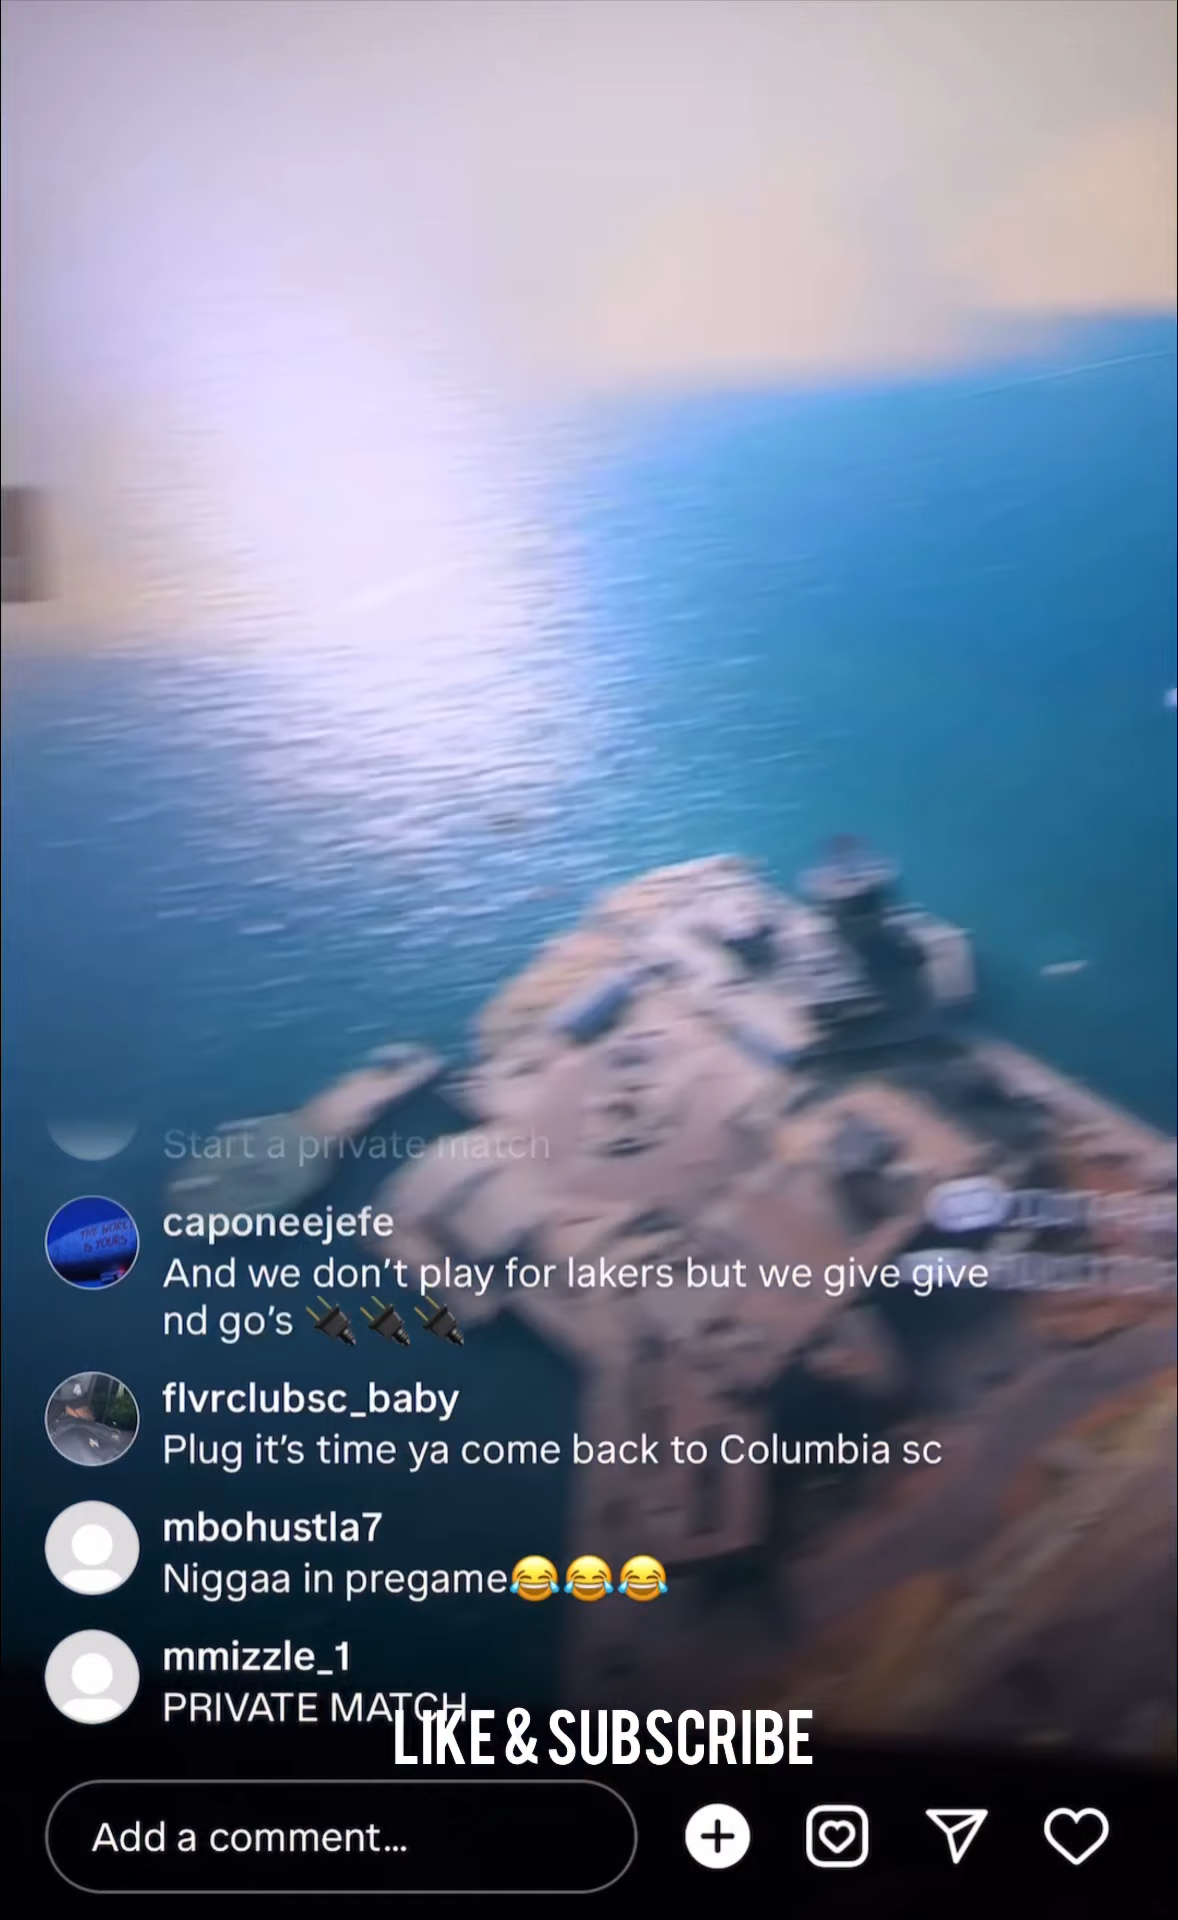 Start a private match
caponeejefe
And we don't play for lakers but we give give
nd go's 🔌🔌🔌
flvrclubsc_baby
Plug it's time ya come back to Columbia sc
mbohustla7
Niggaa in pregame😂😂😂
mmizzle_1
PRIVATE MATCH
LIKE & SUBSCRIBE
Add a comment...